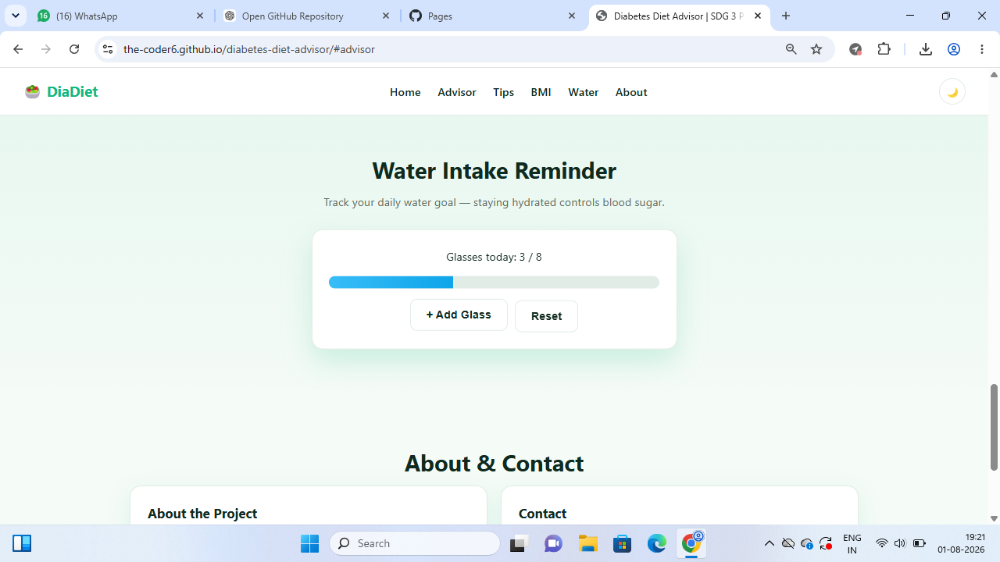 16
(16) WhatsApp
Open GitHub Repository
Pages
Diabetes Diet Advisor | SDG 3 P
the-coder6.github.io/diabetes-diet-advisor/#advisor
DiaDiet
Home
Advisor
Tips
BMI
Water
About
Water Intake Reminder
Track your daily water goal — staying hydrated controls blood sugar.
Glasses today: 3 / 8
+ Add Glass
Reset
About & Contact
About the Project
Contact
Search
ENG
IN
19:21
01-08-2026